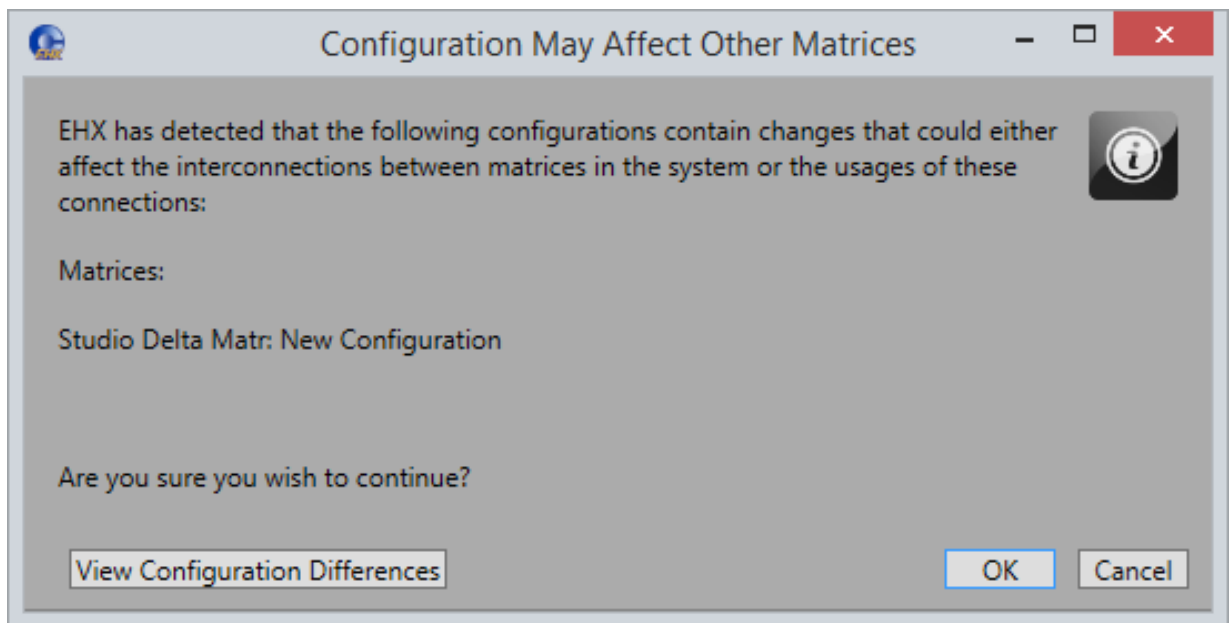 Configuration May Affect Other Matrices
EHX has detected that the following configurations contain changes that could either
affect the interconnections between matrices in the system or the usages of these
connections:
Matrices:
Studio Delta Matr: New Configuration
Are you sure you wish to continue?
View Configuration Differences
OK
Cancel